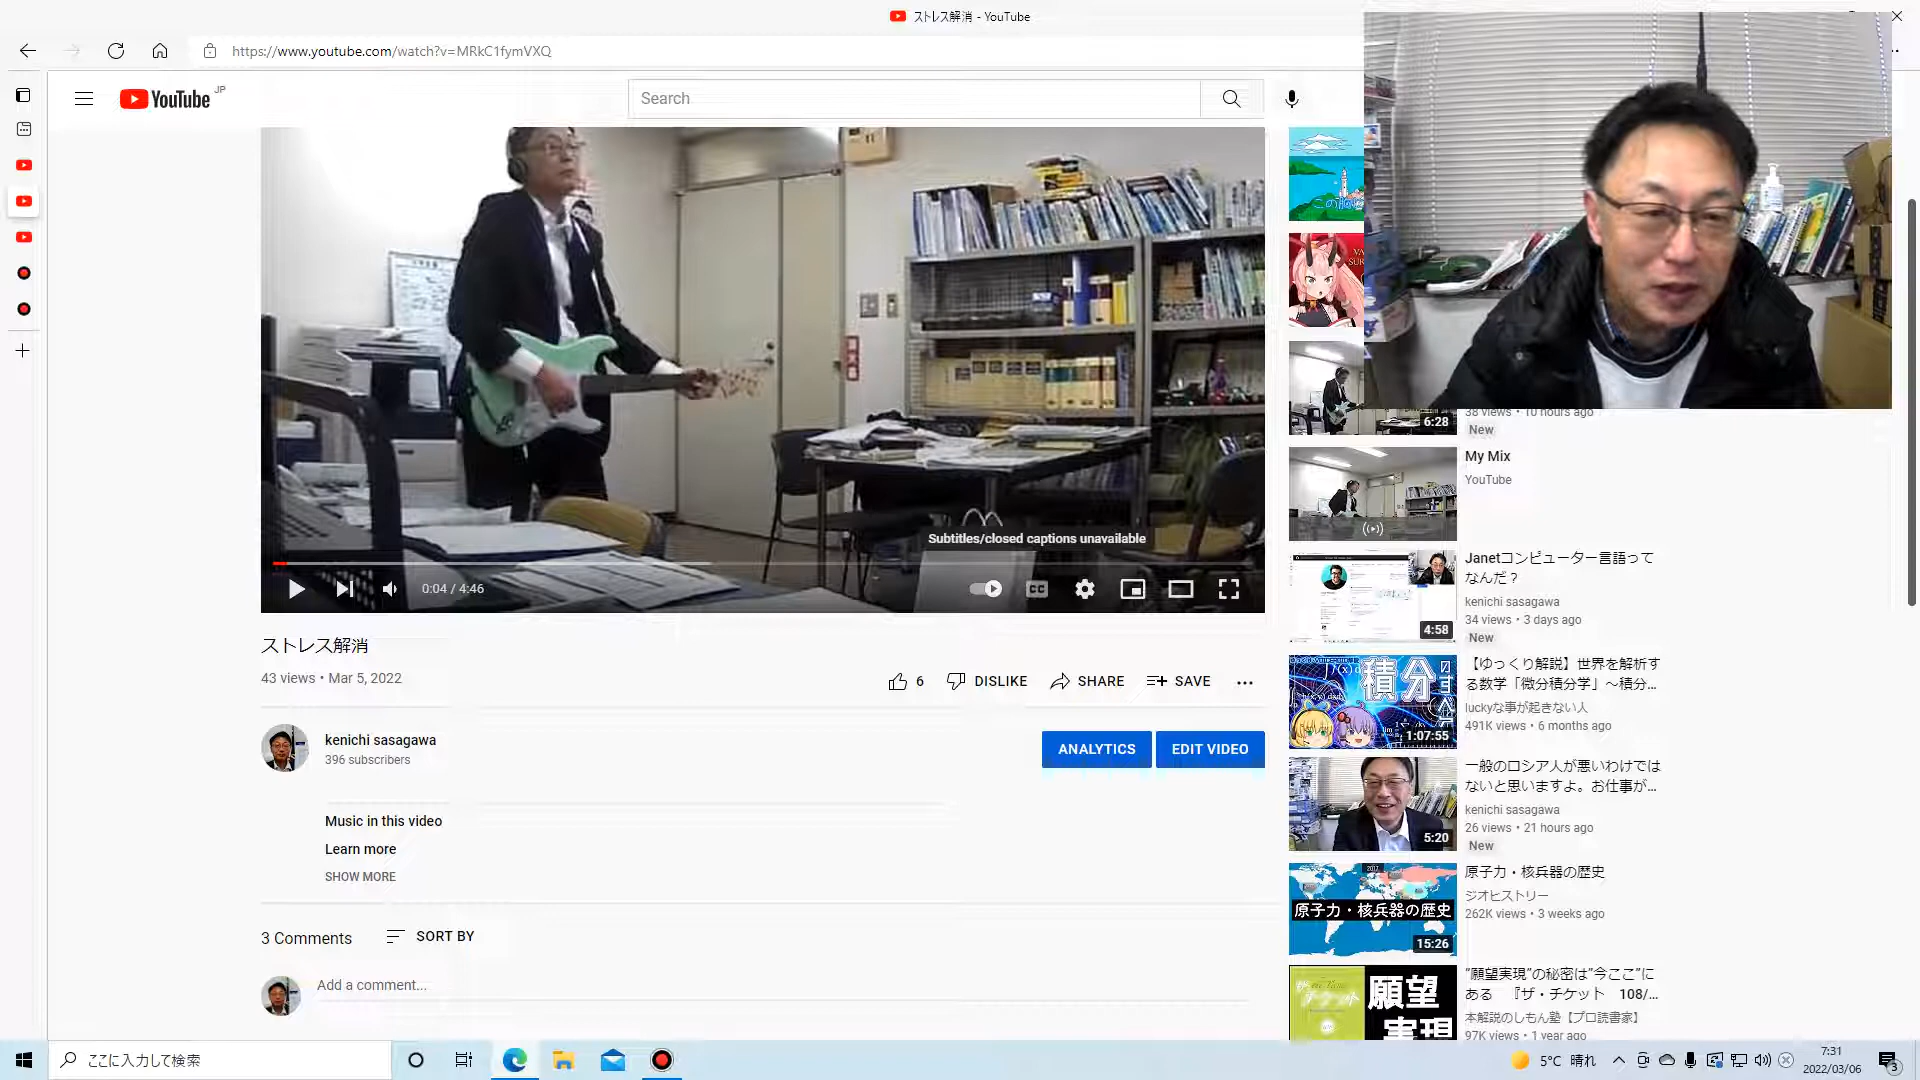 ストレス解消 - YouTube
https://www.youtube.com/watch?v=MRkC1fymVXQ
YouTube JP
Search
Subtitles/closed captions unavailable
0:04 / 4:46
ストレス解消
43 views • Mar 5, 2022
6
DISLIKE
SHARE
SAVE
kenichi sasagawa
396 subscribers
ANALYTICS
EDIT VIDEO
Music in this video
Learn more
SHOW MORE
3 Comments
SORT BY
Add a comment...
6:28
38 views • 10 hours ago
New
My Mix
YouTube
4:58
Janetコンピューター言語って
なんだ？
kenichi sasagawa
34 views • 3 days ago
New
積分
1:07:55
【ゆっくり解説】世界を解析す
る数学「微分積分学」～積分...
luckyな事が起きない人
491K views • 6 months ago
5:20
一般のロシア人が悪いわけでは
ないと思いますよ。お仕事が...
kenichi sasagawa
26 views • 21 hours ago
New
原子力・核兵器の歴史
15:26
原子力・核兵器の歴史
ジオヒストリー
262K views • 3 weeks ago
願望
実現
“願望実現”の秘密は”今ここ”に
ある 『ザ・チケット 108/...
本解説のしもん塾【プロ読書家】
97K views • 1 year ago
ここに入力して検索
5°C 晴れ
7:31
2022/03/06
3